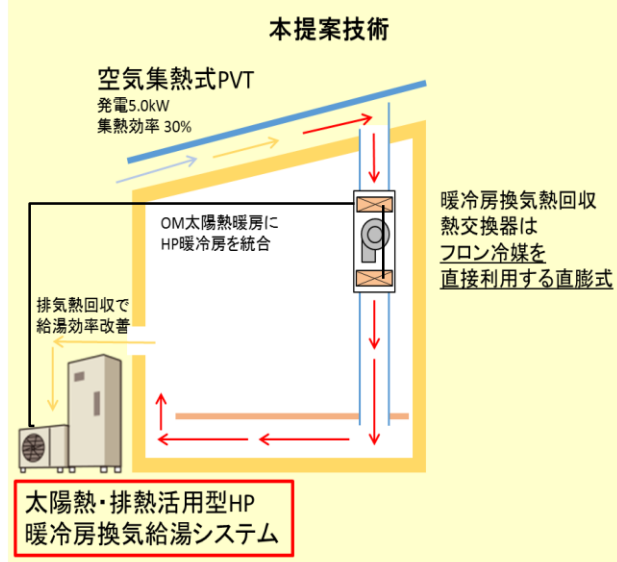 本提案技術
空気集熱式PVT
発電5.0kW
集熱効率 30%
OM太陽熱暖房に
HP暖冷房を統合
暖冷房換気熱回収
熱交換器は
フロン冷媒を
直接利用する直膨式
排気熱回収で
給湯効率改善
太陽熱・排熱活用型HP
暖冷房換気給湯システム